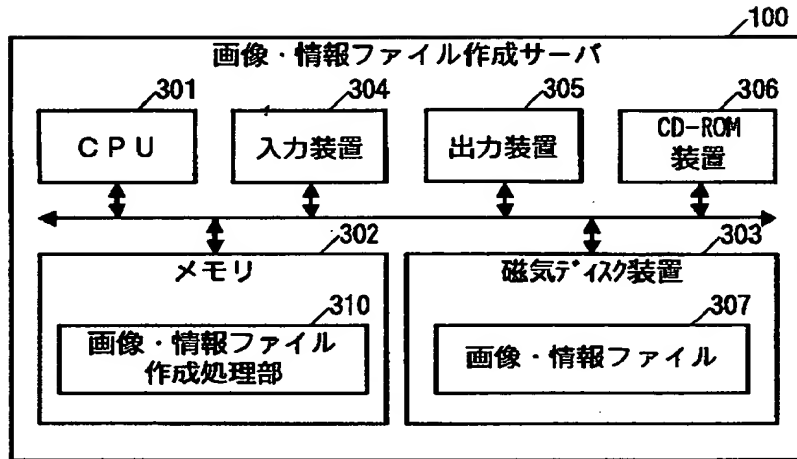 100
画像・情報ファイル作成サーバ
301
304
305
306
CPU
入力装置
出力装置
CD-ROM
装置
302
303
メモリ
磁気ディスク装置
310
307
画像・情報ファイル
作成処理部
画像・情報ファイル